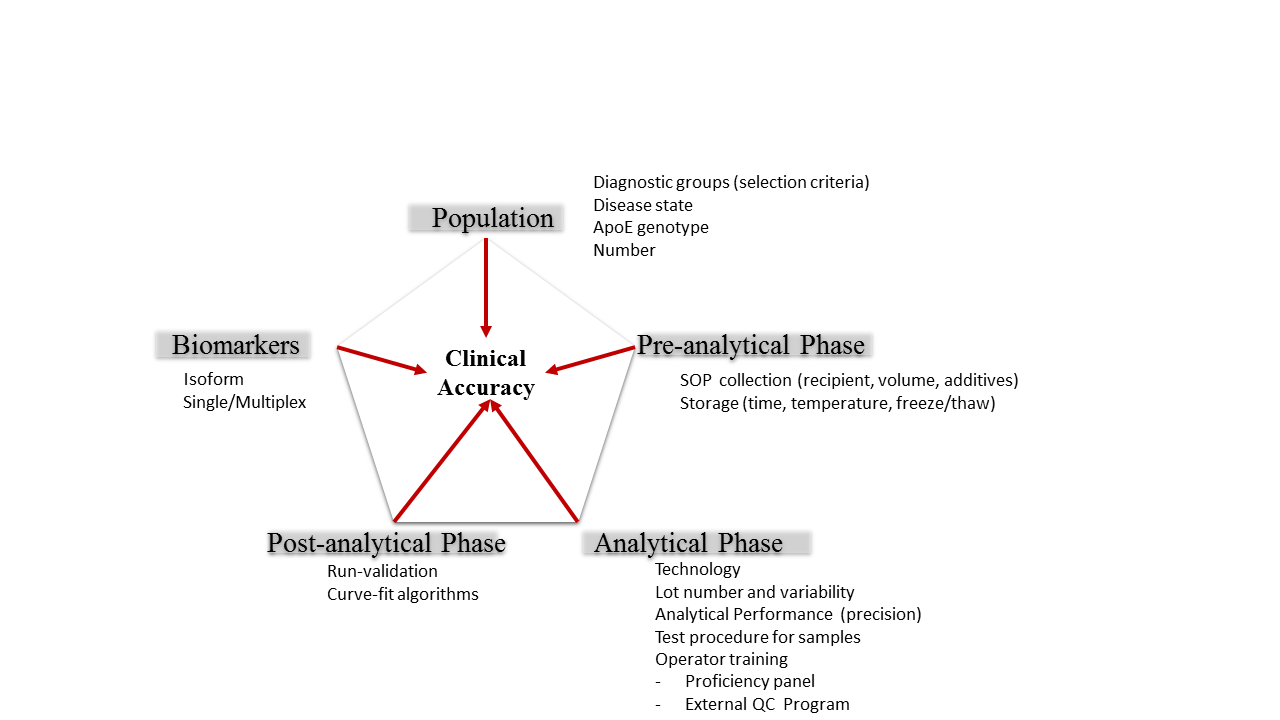 Diagnostic groups (selection criteria)
Disease state
ApoE genotype
Number
Population
Biomarkers
Isoform
Single/Multiplex
Clinical
Accuracy
Pre-analytical Phase
SOP collection (recipient, volume, additives)
Storage (time, temperature, freeze/thaw)
Post-analytical Phase
Run-validation
Curve-fit algorithms
Analytical Phase
Technology
Lot number and variability
Analytical Performance (precision)
Test procedure for samples
Operator training
- Proficiency panel
- External QC Program